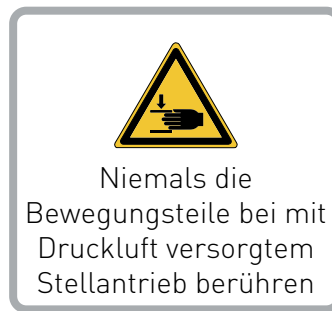 Niemals die
Bewegungsteile bei mit
Druckluft versorgtem
Stellantrieb berühren